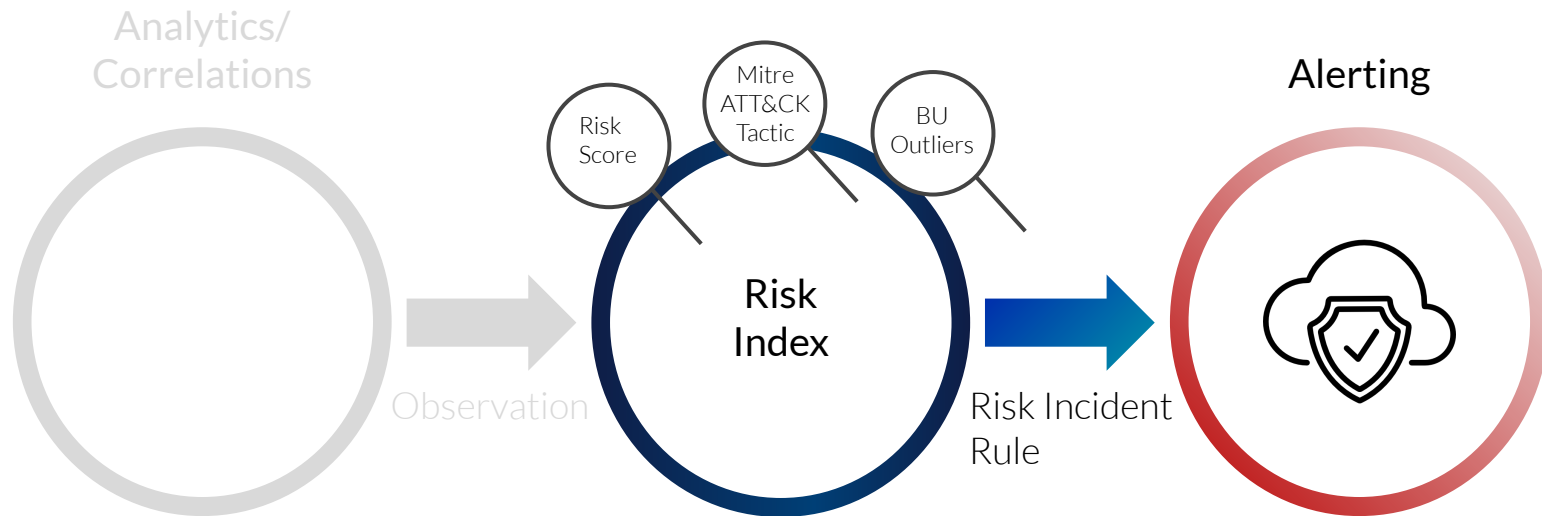 Analytics/
Correlations
Observation
Risk
Score
Mitre
ATT&CK
Tactic
BU
Outliers
Risk
Index
Risk Incident
Rule
Alerting